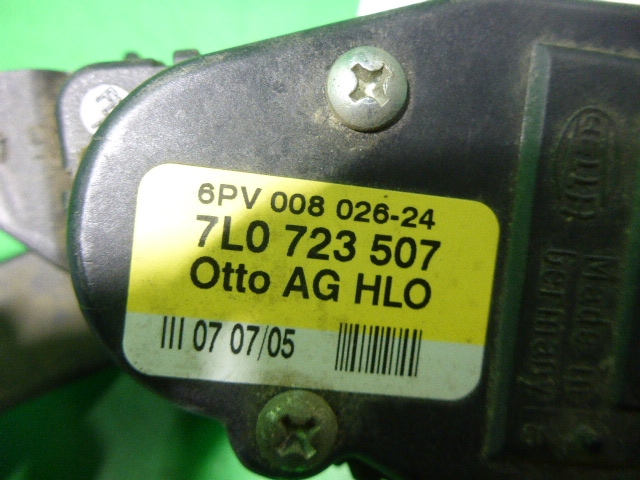 6PV 008 026-24
7L0 723 507
Otto AG HLO
III 07 07/05
Made in
Germany